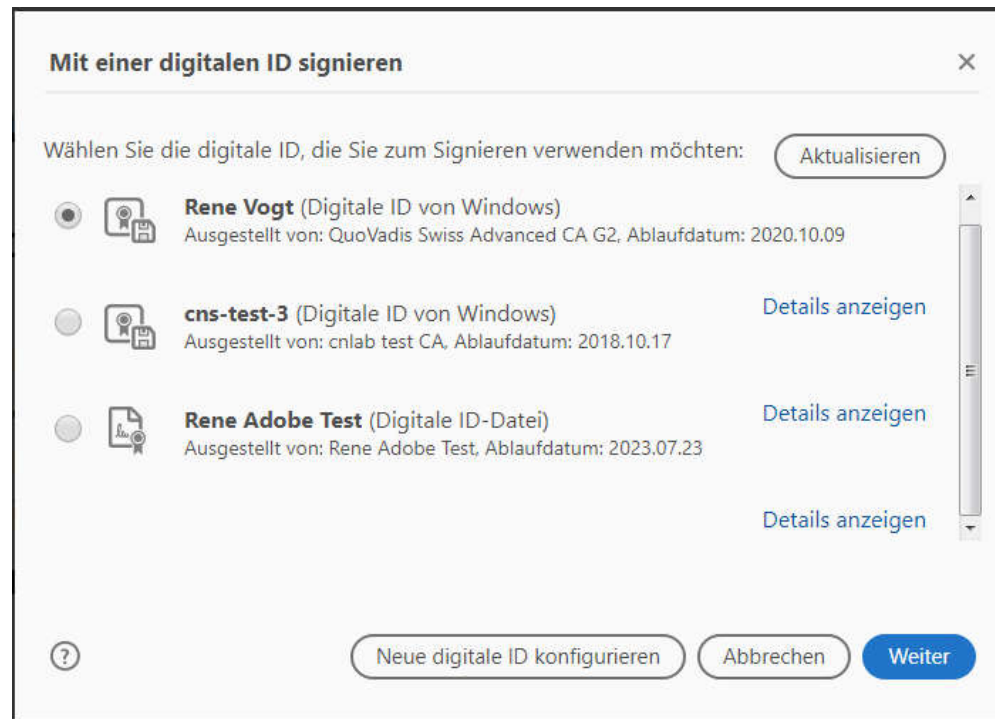 Mit einer digitalen ID signieren
Wählen Sie die digitale ID, die Sie zum Signieren verwenden möchten:
Aktualisieren
Rene Vogt (Digitale ID von Windows)
Ausgestellt von: QuoVadis Swiss Advanced CA G2, Ablaufdatum: 2020.10.09
Details anzeigen
cns-test-3 (Digitale ID von Windows)
Ausgestellt von: cnlab test CA, Ablaufdatum: 2018.10.17
Details anzeigen
Rene Adobe Test (Digitale ID-Datei)
Ausgestellt von: Rene Adobe Test, Ablaufdatum: 2023.07.23
Details anzeigen
Neue digitale ID konfigurieren
Abbrechen
Weiter